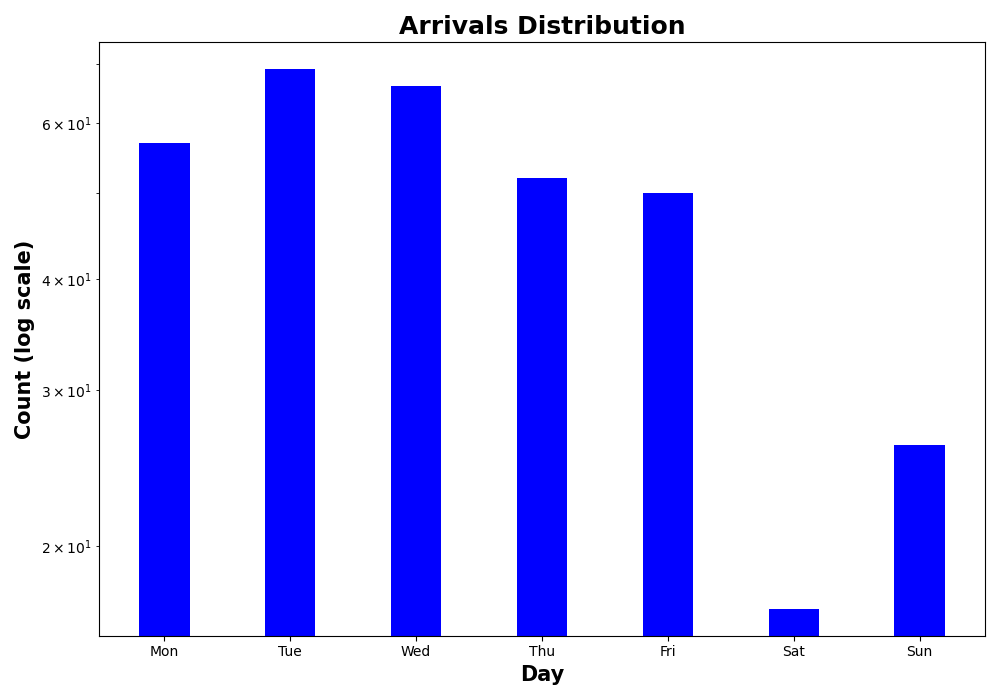 Arrivals Distribution
Count (log scale)
6 × 10¹
4 × 10¹
3 × 10¹
2 × 10¹
Mon Tue Wed Thu Fri Sat Sun
Day